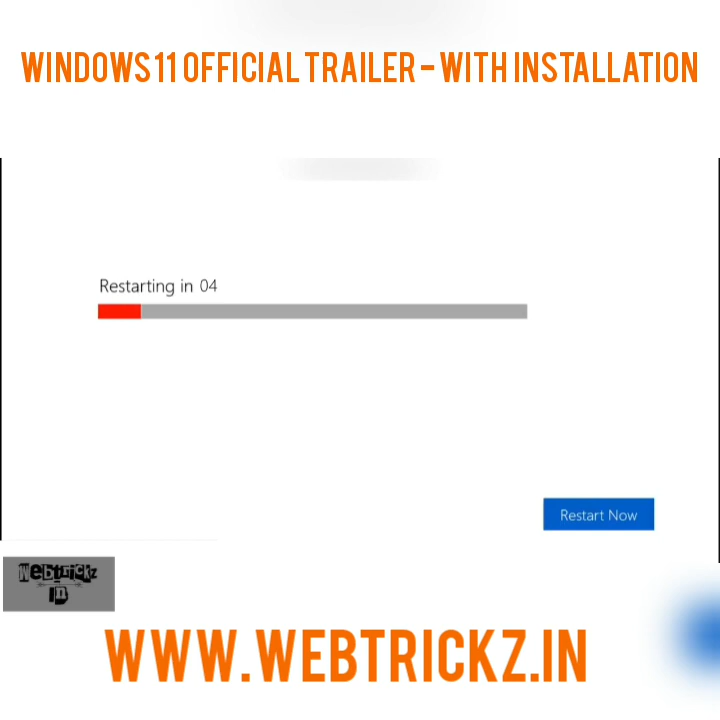 WINDOWS 11 OFFICIAL TRAILER - WITH INSTALLATION
Restarting in 04
Restart Now
Webtrickz
In
WWW.WEBTRICKZ.IN